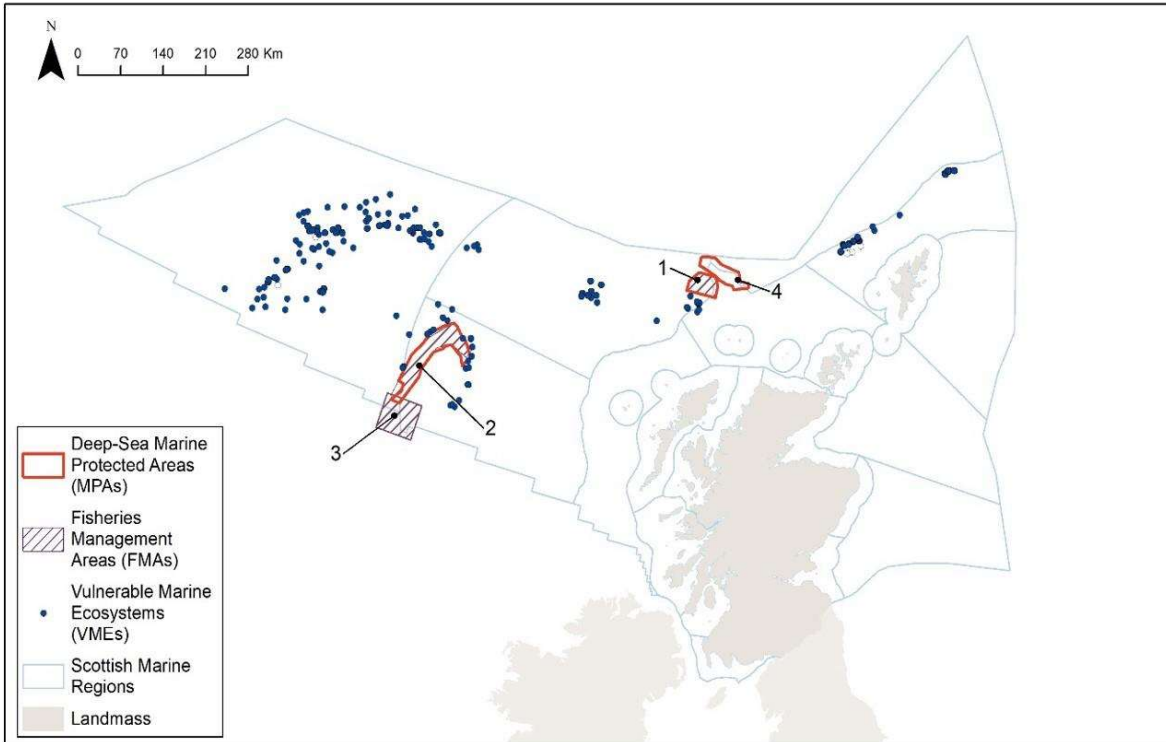 N
0 70 140 210 280 Km
1
4
2
3
Deep-Sea Marine
Protected Areas
(MPAs)
Fisheries
Management
Areas (FMAs)
Vulnerable Marine
Ecosystems
(VMEs)
Scottish Marine
Regions
Landmass